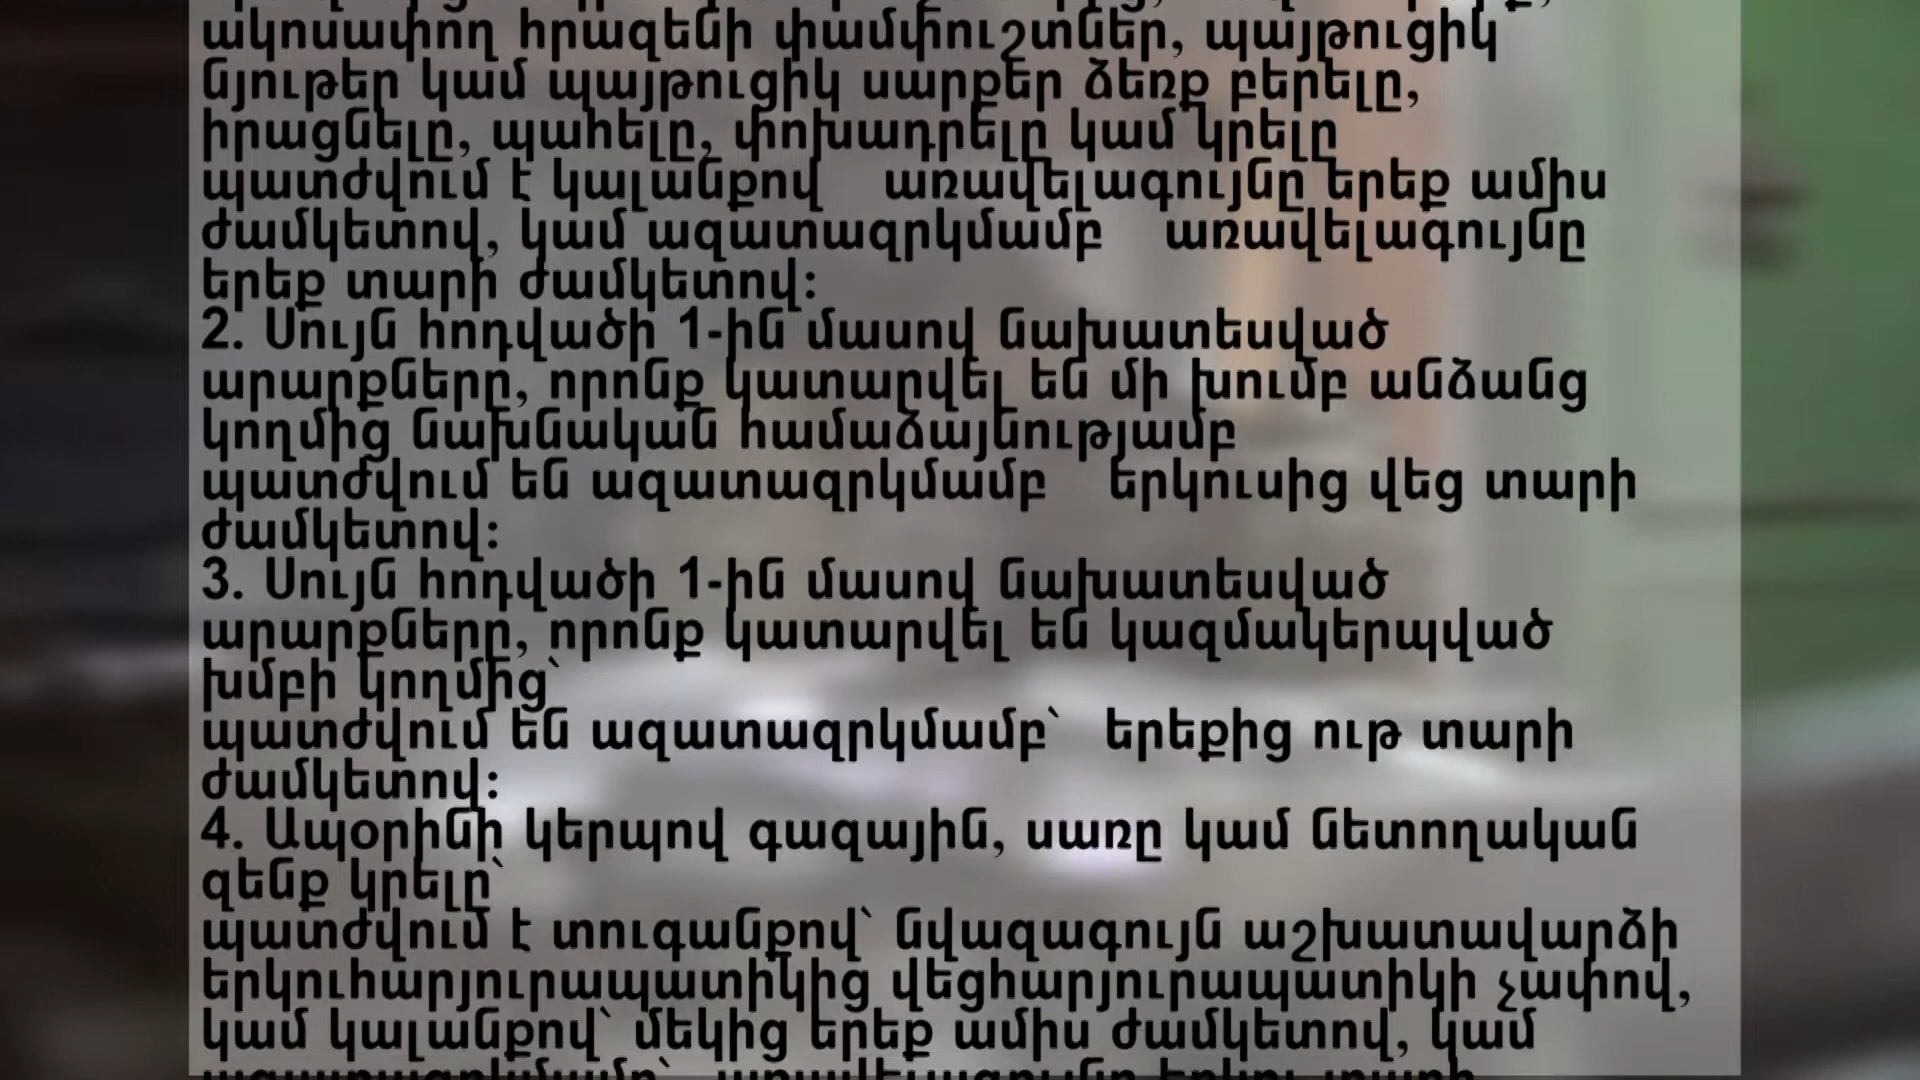 ակոսափող հրազենի փամփուշտներ, պայթուցիկ
նյութեր կամ պայթուցիկ սարքեր ձեռք բերելը,
իրացնելը, պահելը, փոխադրելը կամ կրելը
պատժվում է կալանքով առավելագույնը երեք ամիս
ժամկետով, կամ ազատազրկմամբ առավելագույնը
երեք տարի ժամկետով:
2. Սույն հոդվածի 1-ին մասով նախատեսված
արարքները, որոնք կատարվել են մի խումբ անձանց
կողմից նախնական համաձայնությամբ
պատժվում են ազատազրկմամբ երկուսից վեց տարի
ժամկետով:
3. Սույն հոդվածի 1-ին մասով նախատեսված
արարքները, որոնք կատարվել են կազմակերպված
խմբի կողմից՝
պատժվում են ազատազրկմամբ՝ երեքից ութ տարի
ժամկետով:
4. Ապօրինի կերպով գազային, սառը կամ նետողական
զենք կրելը՝
պատժվում է տուգանքով՝ նվազագույն աշխատավարձի
երկուհարյուրապատիկից վեցհարյուրապատիկի չափով,
կամ կալանքով՝ մեկից երեք ամիս ժամկետով, կամ
ազատազրկմամբ՝ առավելագույնը երկու տարի